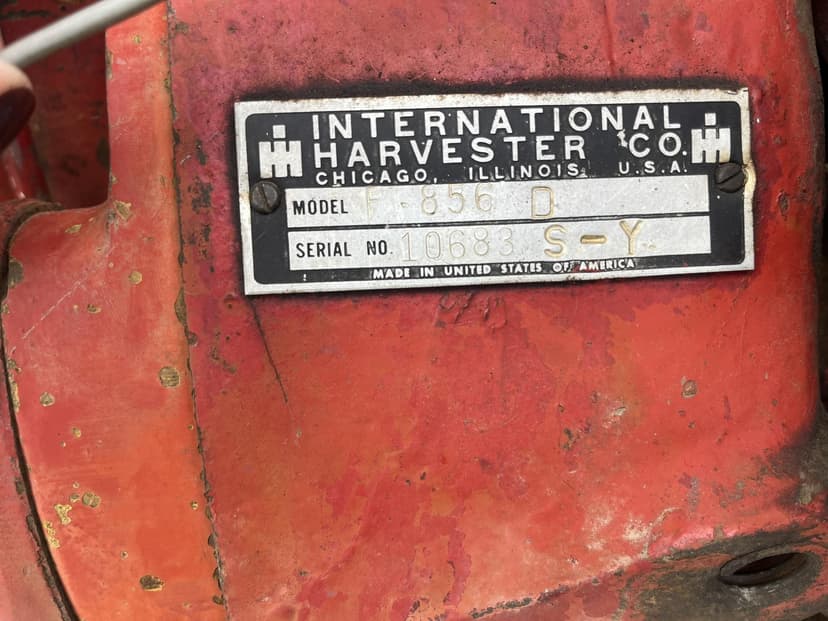 INTERNATIONAL
HARVESTER CO.
CHICAGO, ILLINOIS, U.S.A.
MODEL F-856 D
SERIAL NO. 10683 S-Y
MADE IN UNITED STATES OF AMERICA